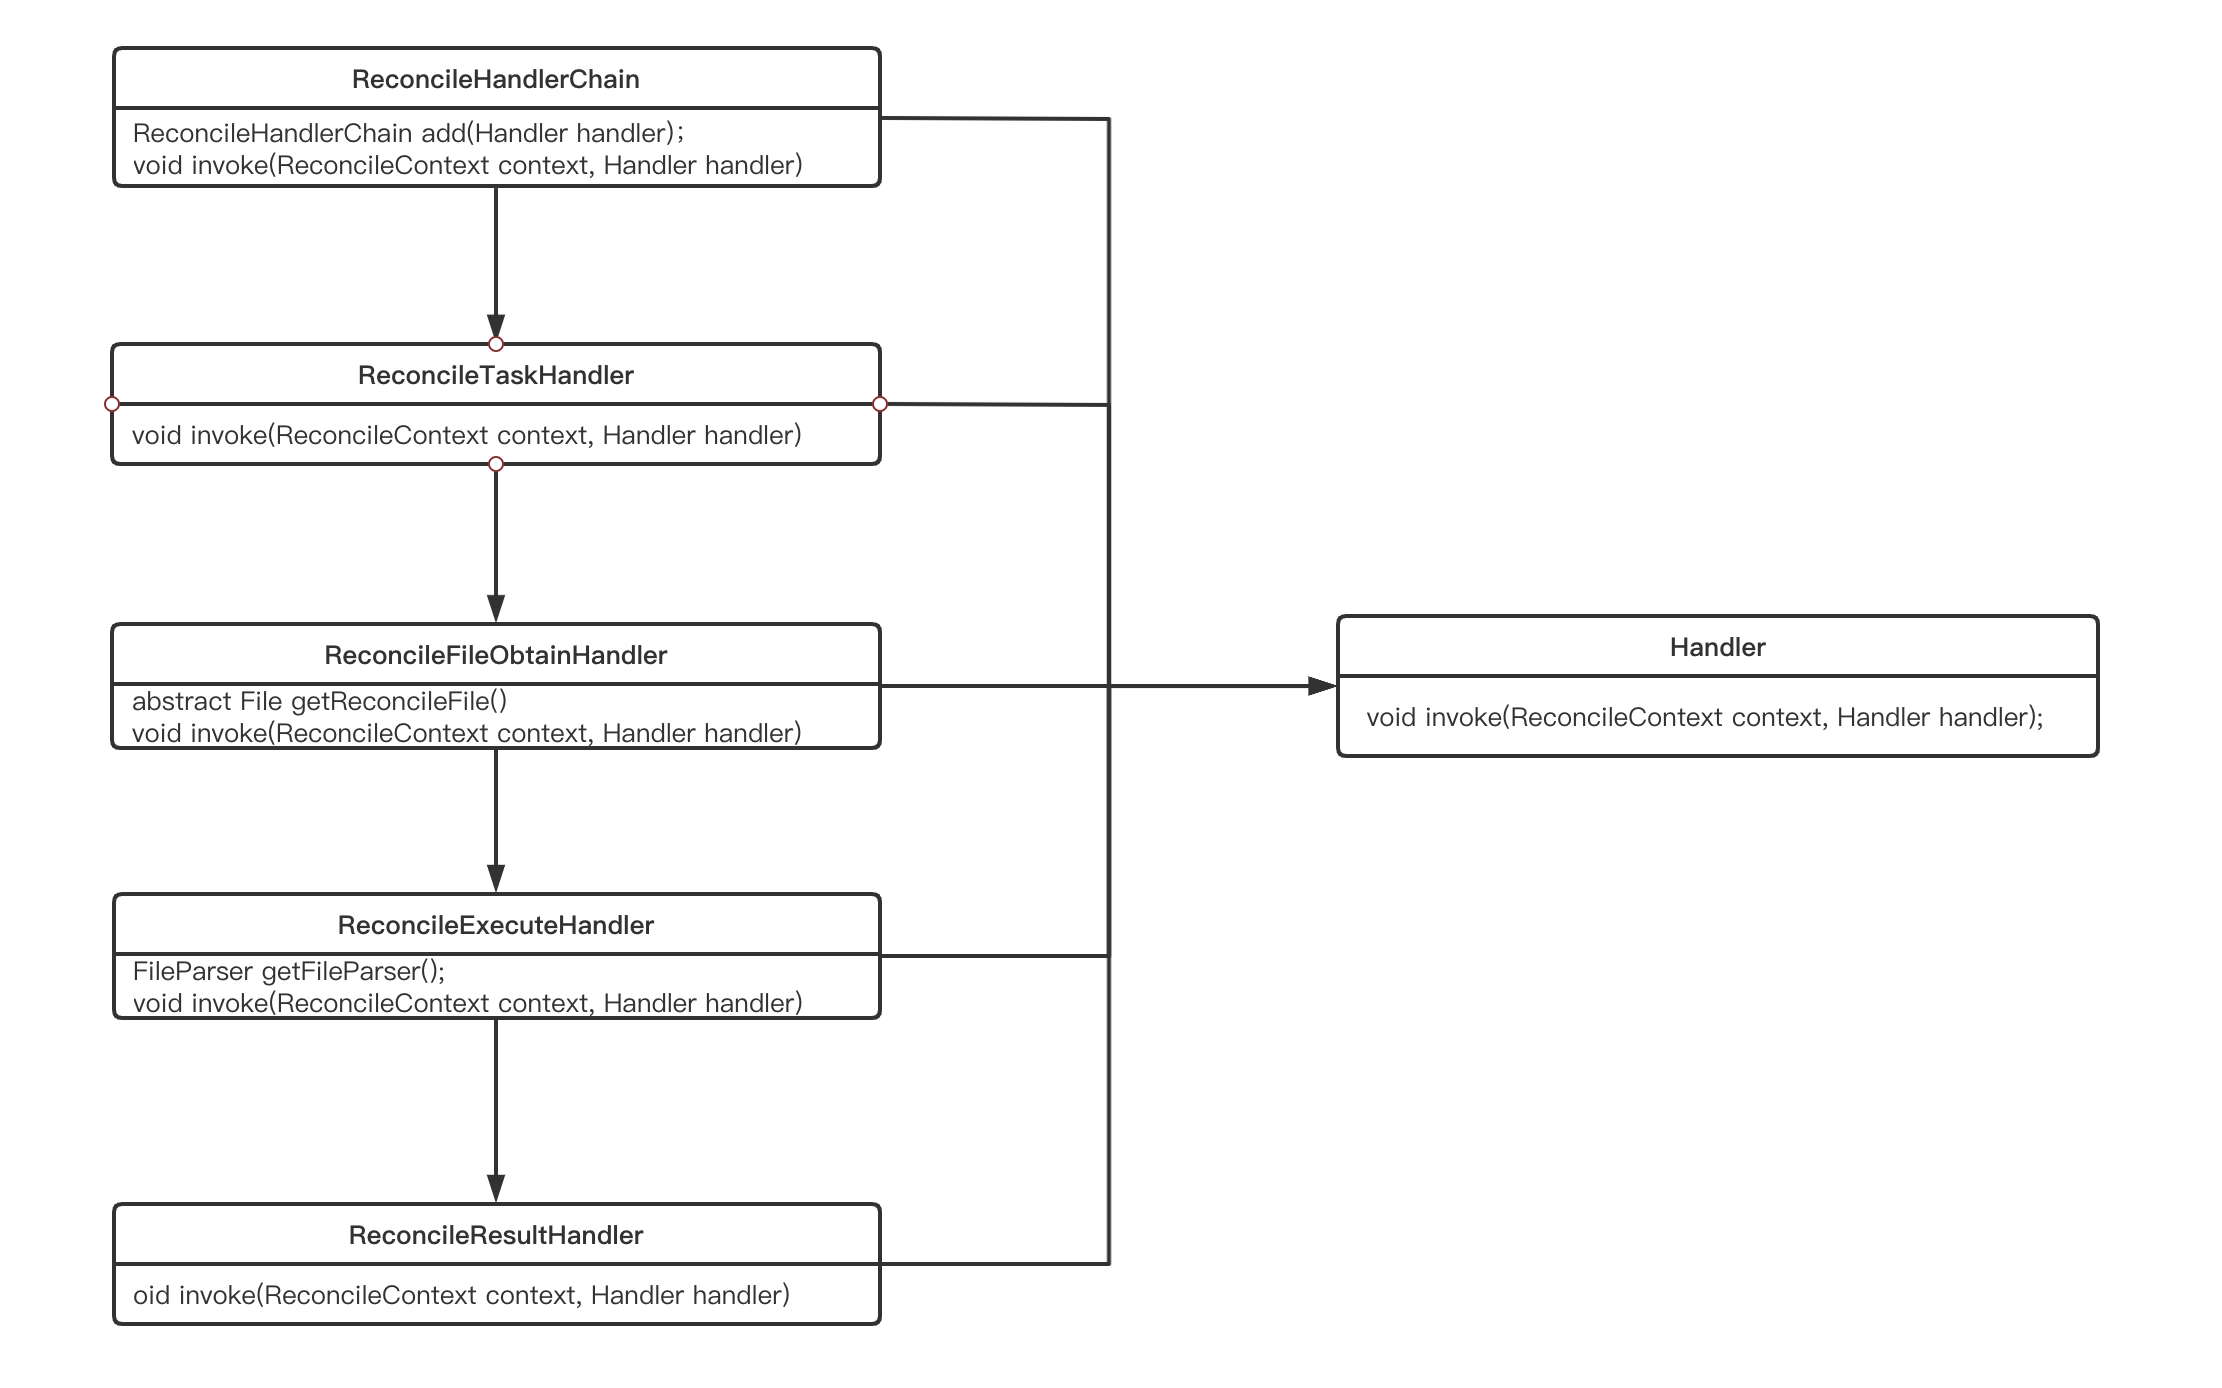 ReconcileHandlerChain
ReconcileHandlerChain add(Handler handler);
void invoke(ReconcileContext context, Handler handler)
ReconcileTaskHandler
void invoke(ReconcileContext context, Handler handler)
ReconcileFileObtainHandler
abstract File getReconcileFile()
void invoke(ReconcileContext context, Handler handler)
Handler
void invoke(ReconcileContext context, Handler handler);
ReconcileExecuteHandler
FileParser getFileParser();
void invoke(ReconcileContext context, Handler handler)
ReconcileResultHandler
oid invoke(ReconcileContext context, Handler handler)